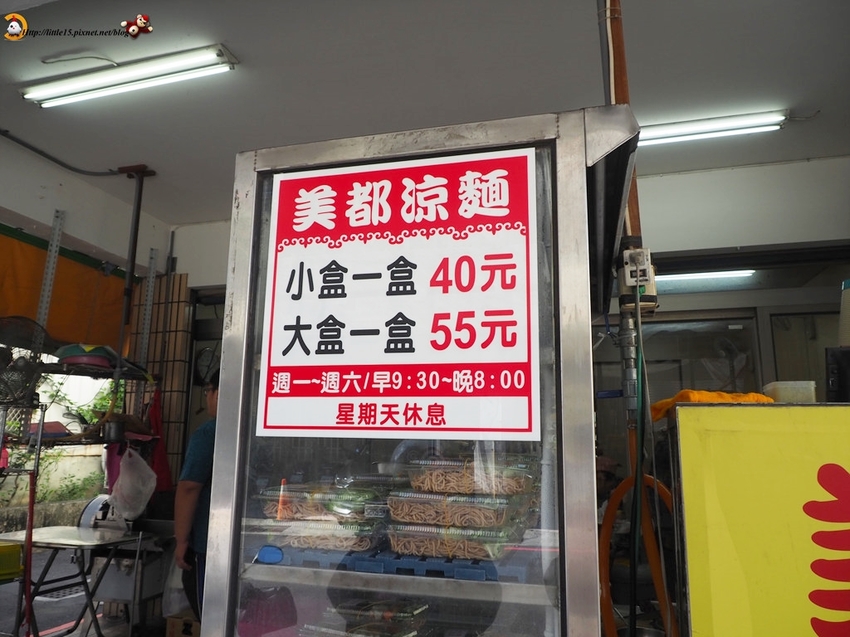 http://little15.pixnet.net/blog
美都涼麵
小盒一盒 40元
大盒一盒 55元
週一~週六/早9:30~晚8:00
星期天休息